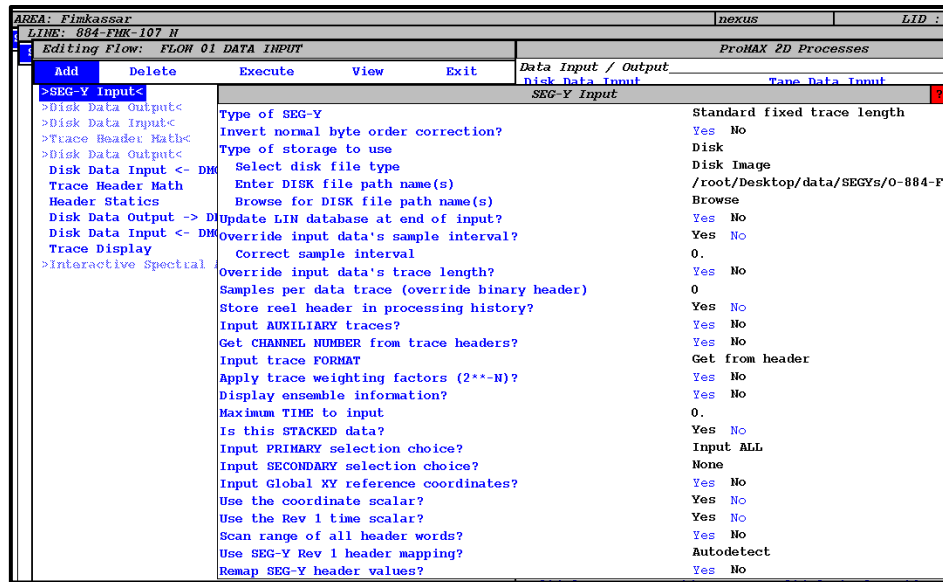 AREA: Fimkassar nexus LID :
LINE: 884-FMK-107 N
Editing Flow: FLOW 01 DATA INPUT ProMAX 2D Processes
Add Delete Execute View Exit Data Input / Output
Disk Data Input Tape Data Input
>SEG-Y Input< SEG-Y Input ?
>Disk Data Output<
>Disk Data Input<
>Trace Header Math<
>Disk Data Output<
Disk Data Input <- DMO
Trace Header Math
Header Statics
Disk Data Output ->
Disk Data Input <- DMO
Trace Display
>Interactive Spectral
Type of SEG-Y Standard fixed trace length
Invert normal byte order correction? Yes No
Type of storage to use Disk
Select disk file type Disk Image
Enter DISK file path name(s) /root/Desktop/data/SEGYs/O-884-F
Browse for DISK file path name(s) Browse
Update LIN database at end of input? Yes No
Override input data's sample interval? Yes No
Correct sample interval 0.
Override input data's trace length? Yes No
Samples per data trace (override binary header) 0
Store reel header in processing history? Yes No
Input AUXILIARY traces? Yes No
Get CHANNEL NUMBER from trace headers? Yes No
Input trace FORMAT Get from header
Apply trace weighting factors (2**-N)? Yes No
Display ensemble information? Yes No
Maximum TIME to input 0.
Is this STACKED data? Yes No
Input PRIMARY selection choice? Input ALL
Input SECONDARY selection choice? None
Input Global XY reference coordinates? Yes No
Use the coordinate scalar? Yes No
Use the Rev 1 time scalar? Yes No
Scan range of all header words? Yes No
Use SEG-Y Rev 1 header mapping? Autodetect
Remap SEG-Y header values? Yes No